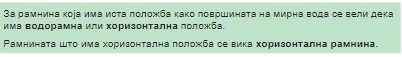 За рамнина која има иста положба како површината на мирна вода се вели дека
има водорамна или хоризонтална положба.
Рамнината што има хоризонтална положба се вика хоризонтална рамнина.